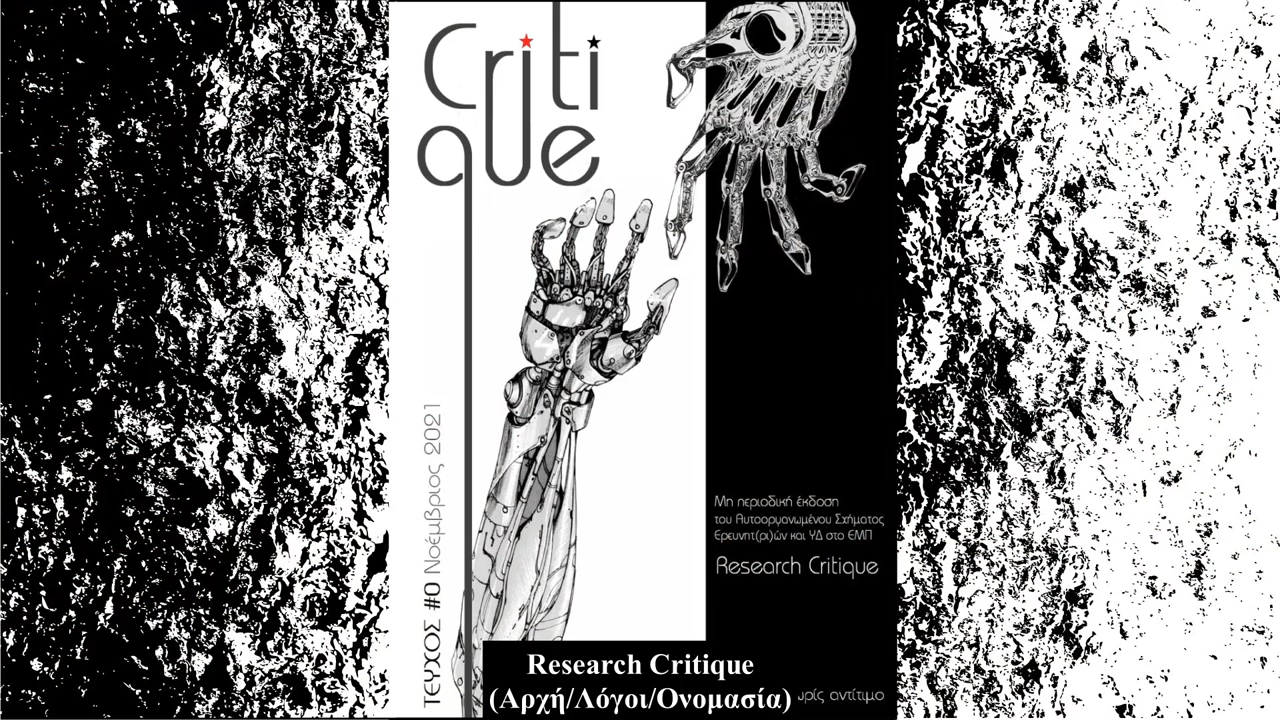 Criti
que
ΤΕΥΧΟΣ #0 Νοέμβριος 2021
Μη περιοδική έκδοση
του Αυτοοργανωμένου Σχήματος
Ερευνητ(ρι)ών και ΥΔ στο ΕΜΠ
Research Critique
Research Critique
(Αρχή/Λόγοι/Ονομασία)
αντίτιμο